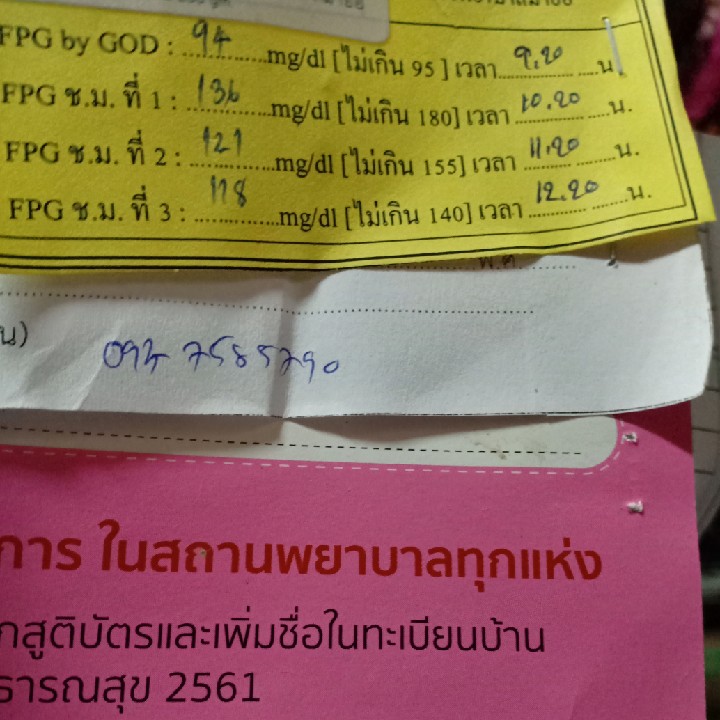 FPG by GOD : 94 mg/dl [ไม่เกิน 95 ] เวลา 9.20 น.
FPG ช.ม. ที่ 1 : 136 mg/dl [ไม่เกิน 180] เวลา 10.20 น.
FPG ช.ม. ที่ 2 : 121 mg/dl [ไม่เกิน 155] เวลา 11.20 น.
FPG ช.ม. ที่ 3 : 118 mg/dl [ไม่เกิน 140] เวลา 12.20 น.
พ.ศ.
น)
094 7585790
การ ในสถานพยาบาลทุกแห่ง
กสูติบัตรและเพิ่มชื่อในทะเบียนบ้าน
ธารณสุข 2561